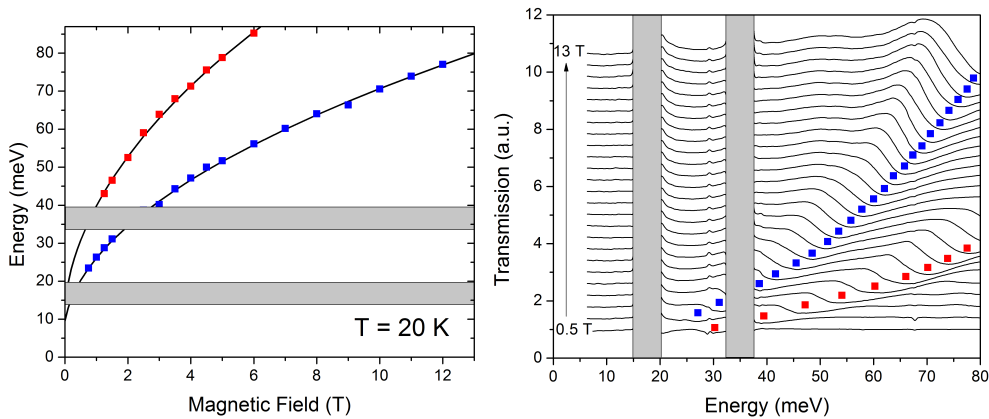 80
70
60
50
40
30
20
10
0
Energy (meV)
T = 20 K
0 2 4 6 8 10 12
Magnetic Field (T)
12
10
8
6
4
2
0
Transmission (a.u.)
13 T
0.5 T
0 10 20 30 40 50 60 70 80
Energy (meV)